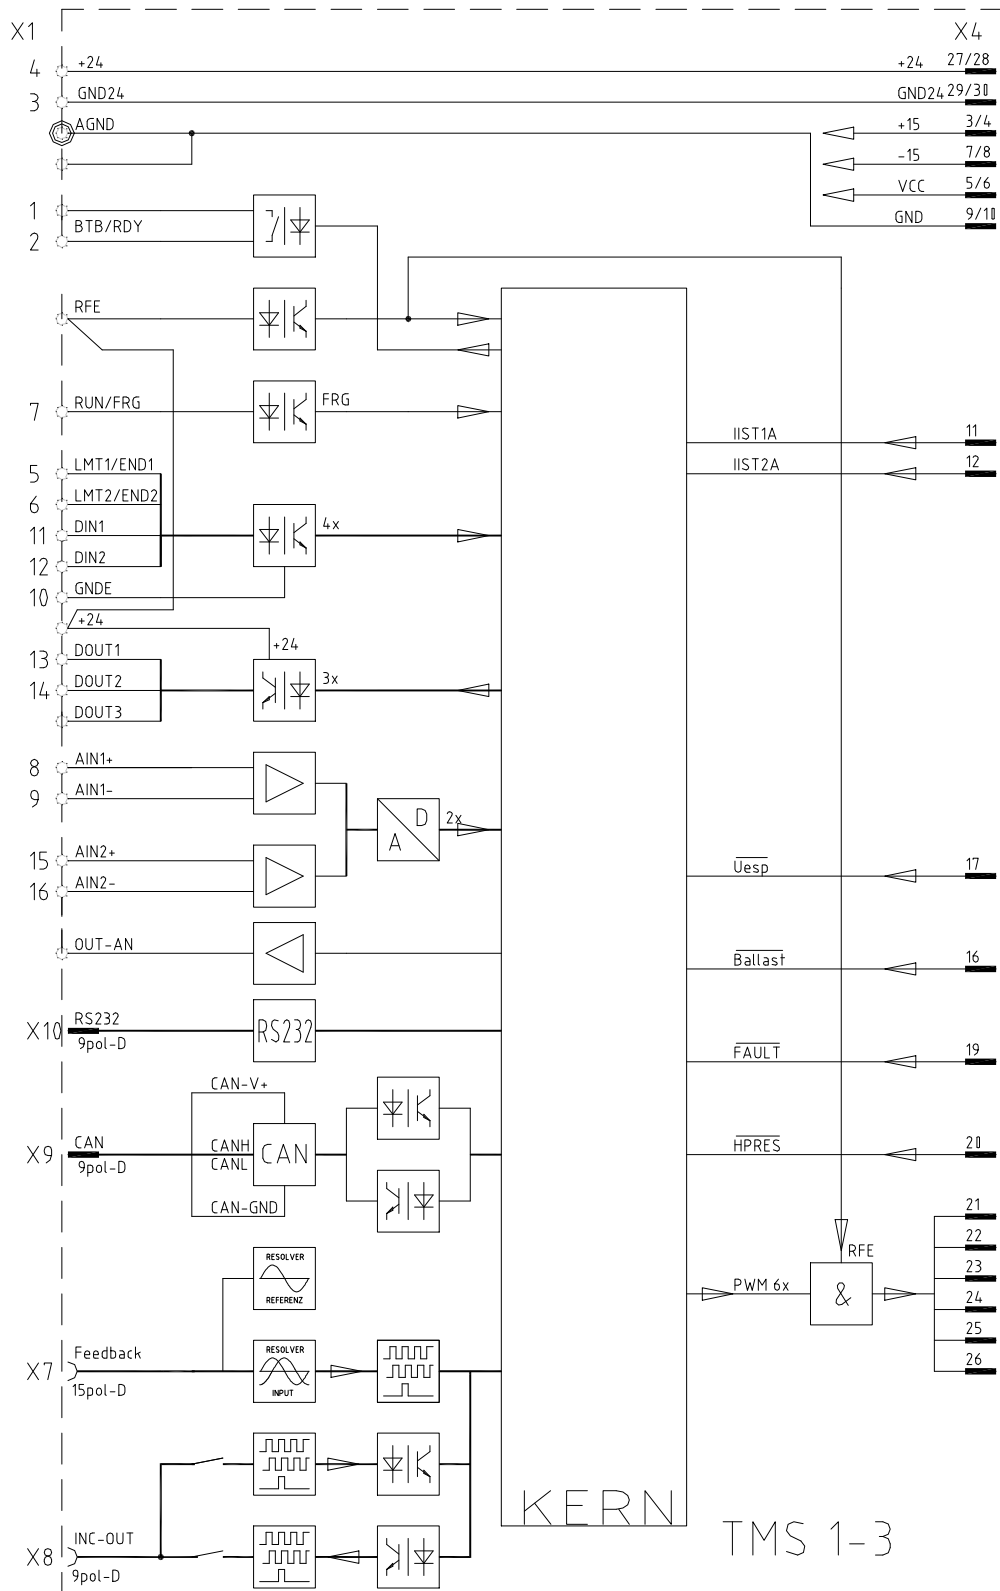 X1 X4
4 +24 +24 27/28
3 GND24 GND24 29/30
AGND +15 3/4
-15 7/8
VCC 5/6
1 GND 9/10
2 BTB/RDY
RFE
7 RUN/FRG FRG
IIST1A 11
5 LMT1/END1 IIST2A 12
6 LMT2/END2
11 DIN1 4x
12 DIN2
10 GNDE
+24
+24
13 DOUT1
14 DOUT2 3x
DOUT3
8 AIN1+
9 AIN1-
D 2x
A
15 AIN2+
16 AIN2- Uesp 17
OUT-AN
Ballast 16
X10 RS232 RS232
9pol-D
FAULT 19
CAN-V+
X9 CAN CANH CAN HPRES 20
9pol-D CANL
CAN-GND 21
22
RESOLVER RFE
REFERENZ 23
PWM 6x & 24
25
X7 Feedback RESOLVER 26
15pol-D INPUT
KERN
TMS 1-3
X8 INC-OUT
9pol-D